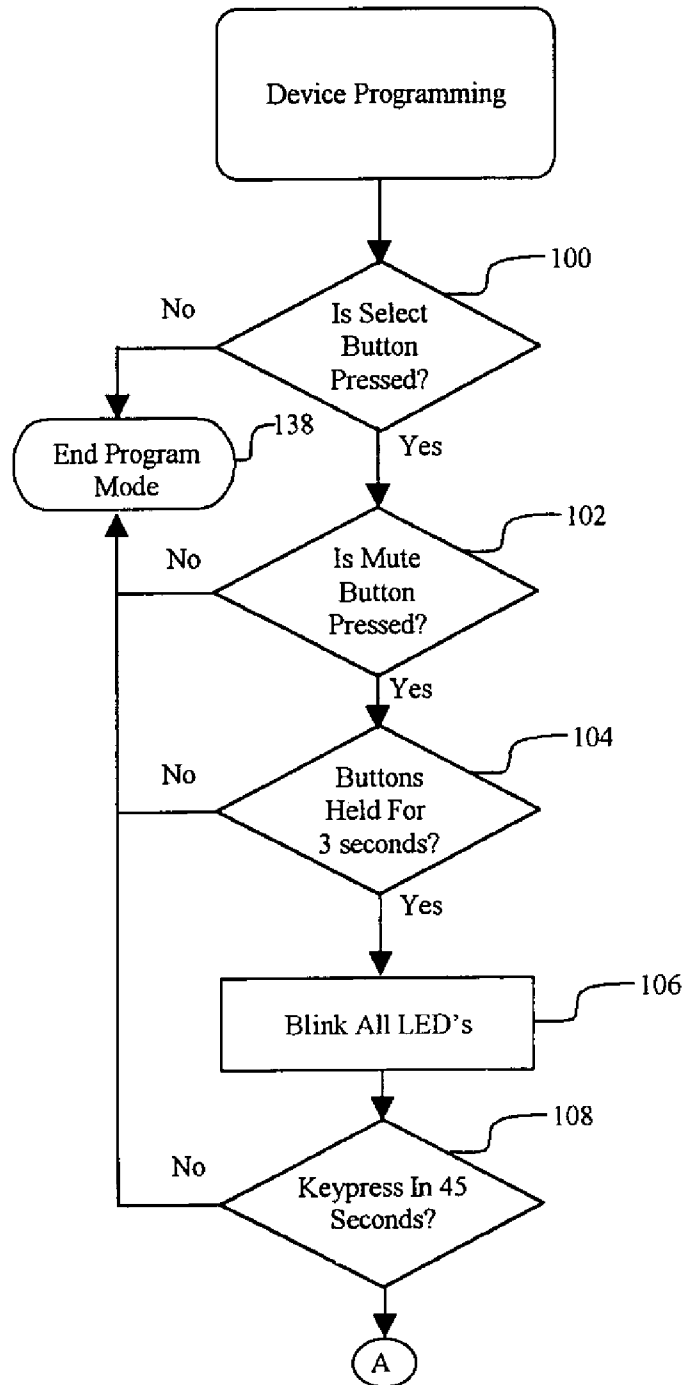 Device Programming
100
No
Is Select
Button
Pressed?
138
End Program
Mode
Yes
102
No
Is Mute
Button
Pressed?
Yes
104
No
Buttons
Held For
3 seconds?
Yes
106
Blink All LED's
108
No
Keypress In 45
Seconds?
A